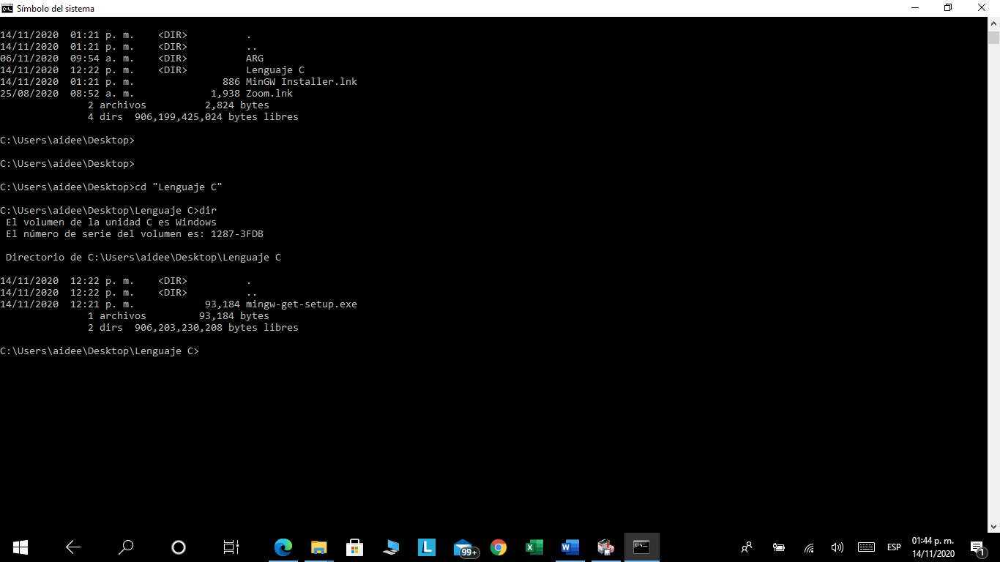 Símbolo del sistema
14/11/2020  01:21 p. m.    <DIR>          .
14/11/2020  01:21 p. m.    <DIR>          ..
06/11/2020  09:54 a. m.    <DIR>          ARG
14/11/2020  12:22 p. m.    <DIR>          Lenguaje C
14/11/2020  01:21 p. m.               886 MinGW Installer.lnk
25/08/2020  08:52 a. m.             1,938 Zoom.lnk
               2 archivos          2,824 bytes
               4 dirs  906,199,425,024 bytes libres
C:\Users\aidee\Desktop>
C:\Users\aidee\Desktop>
C:\Users\aidee\Desktop>cd "Lenguaje C"
C:\Users\aidee\Desktop\Lenguaje C>dir
 El volumen de la unidad C es Windows
 El número de serie del volumen es: 1287-3FDB
 Directorio de C:\Users\aidee\Desktop\Lenguaje C
14/11/2020  12:22 p. m.    <DIR>          .
14/11/2020  12:22 p. m.    <DIR>          ..
14/11/2020  12:21 p. m.            93,184 mingw-get-setup.exe
               1 archivos         93,184 bytes
               2 dirs  906,203,230,208 bytes libres
C:\Users\aidee\Desktop\Lenguaje C>
L
99+
ESP
01:44 p. m.
14/11/2020
1